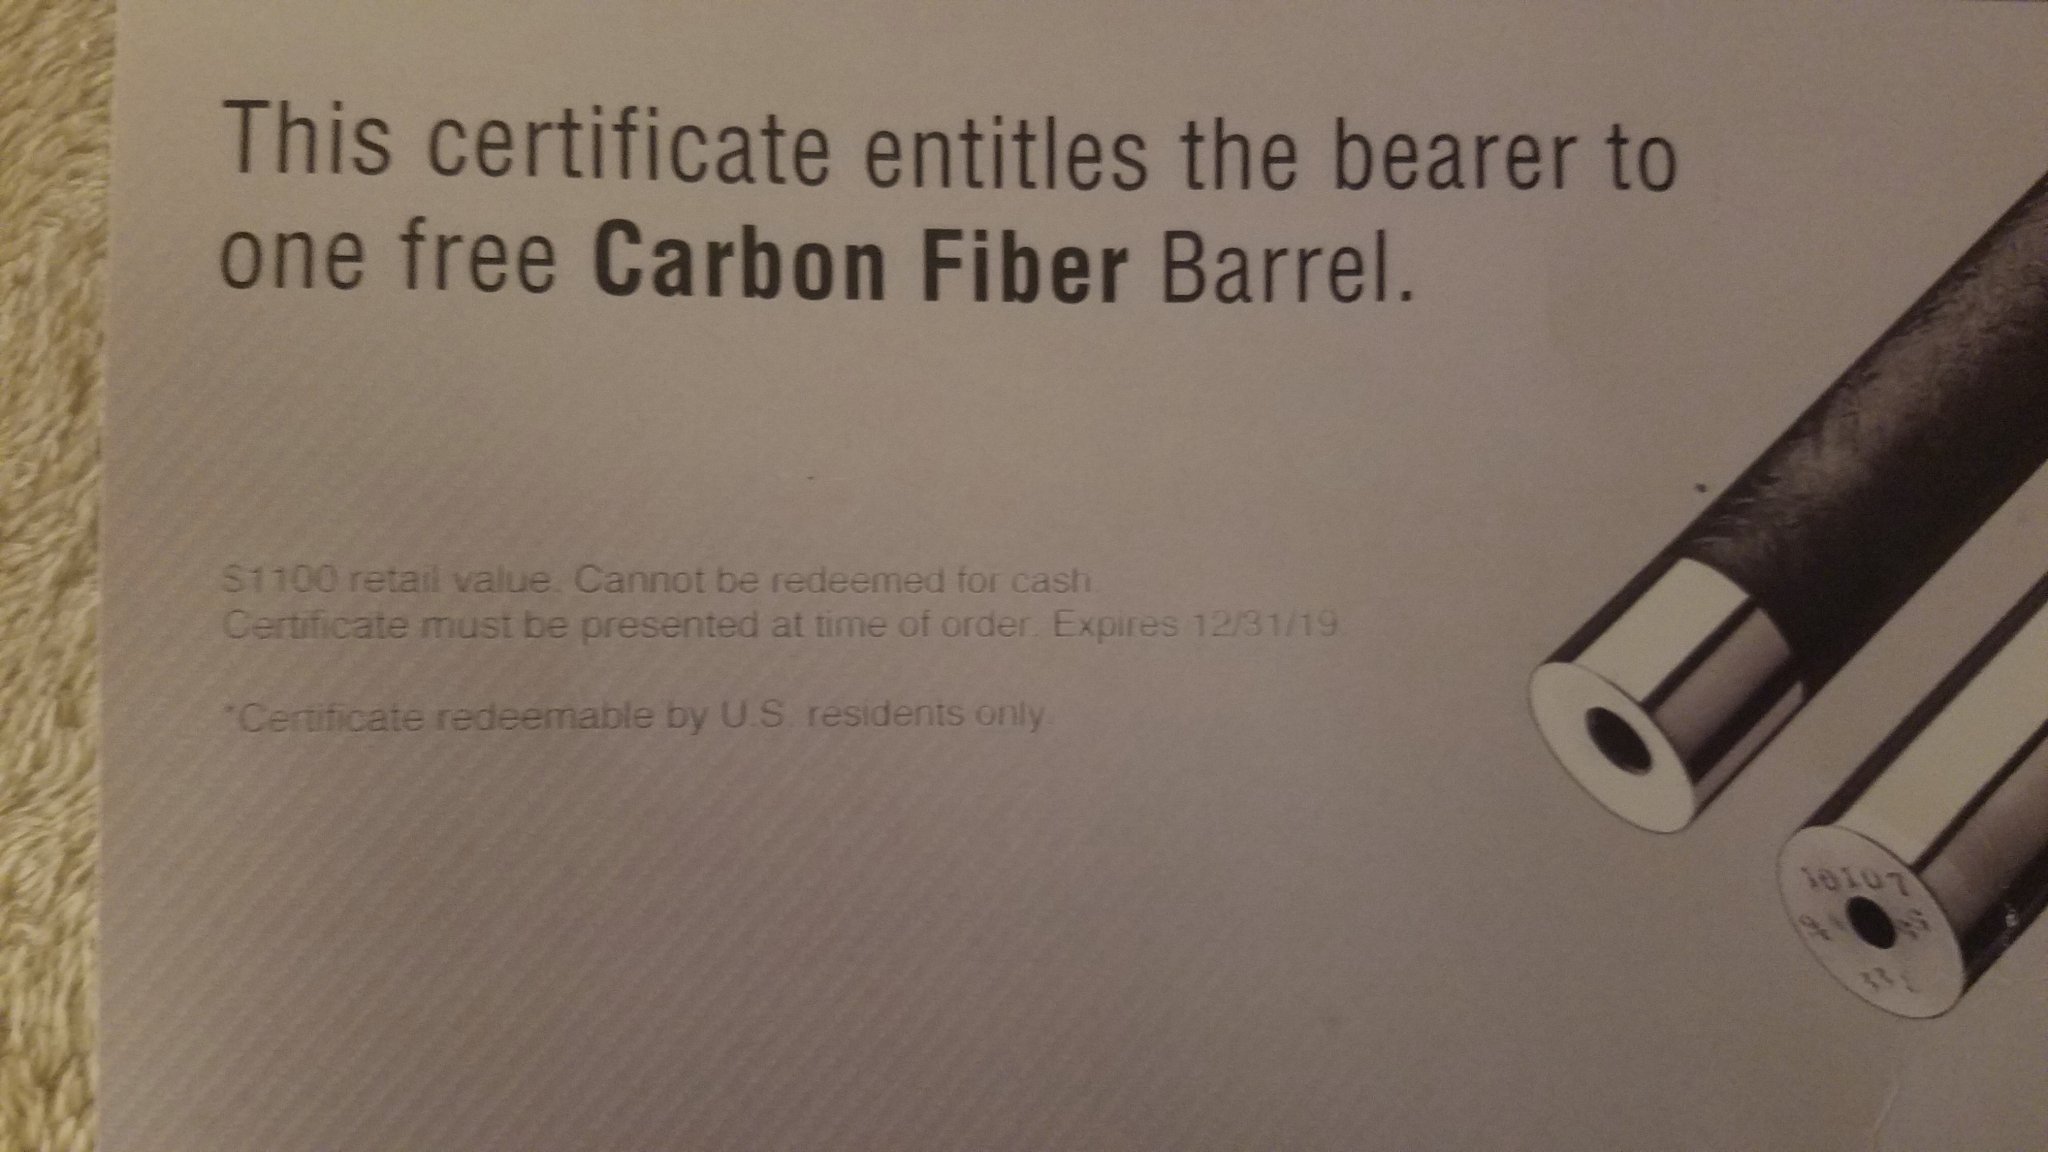 This certificate entitles the bearer to
one free Carbon Fiber Barrel.
$1100 retail value. Cannot be redeemed for cash.
Certificate must be presented at time of order. Expires 12/31/19
*Certificate redeemable by U.S. residents only.